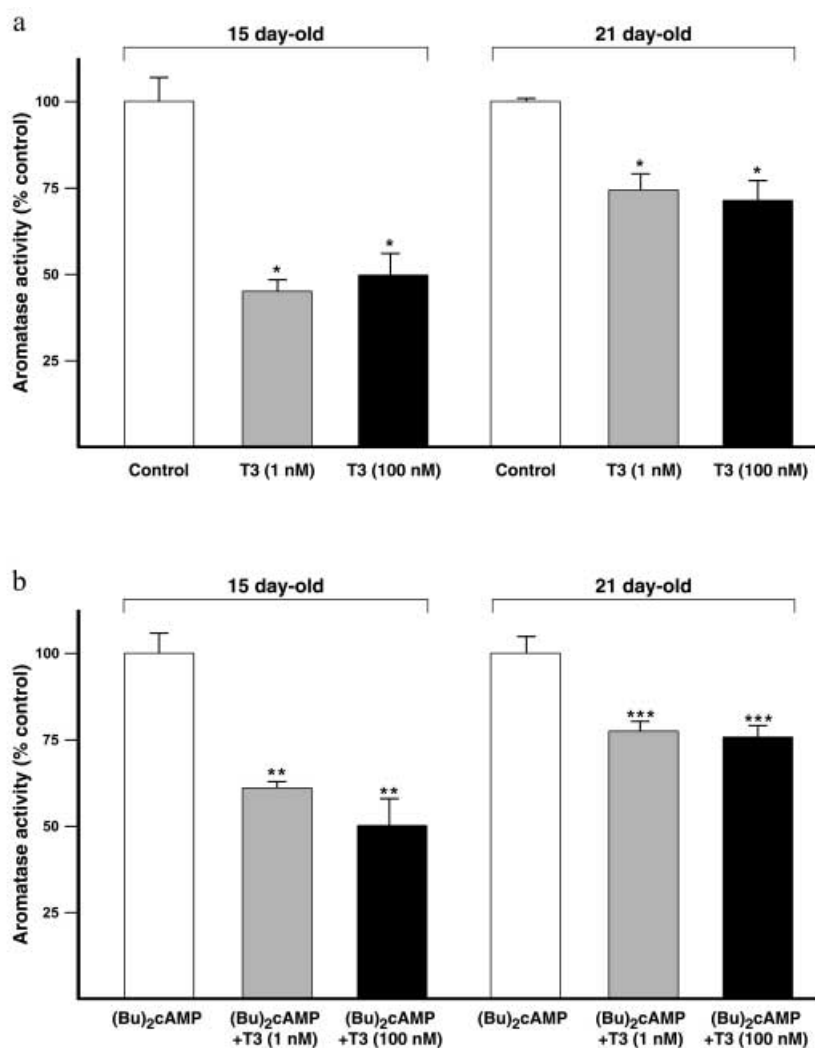 a
15 day-old 21 day-old
Aromatase activity (% control)
100
75
50
25
* * * *
Control T3 (1 nM) T3 (100 nM) Control T3 (1 nM) T3 (100 nM)
b
15 day-old 21 day-old
Aromatase activity (% control)
100
75
50
25
** ** *** ***
(Bu)₂cAMP (Bu)₂cAMP (Bu)₂cAMP (Bu)₂cAMP (Bu)₂cAMP (Bu)₂cAMP
+T3 (1 nM) +T3 (100 nM) +T3 (1 nM) +T3 (100 nM)